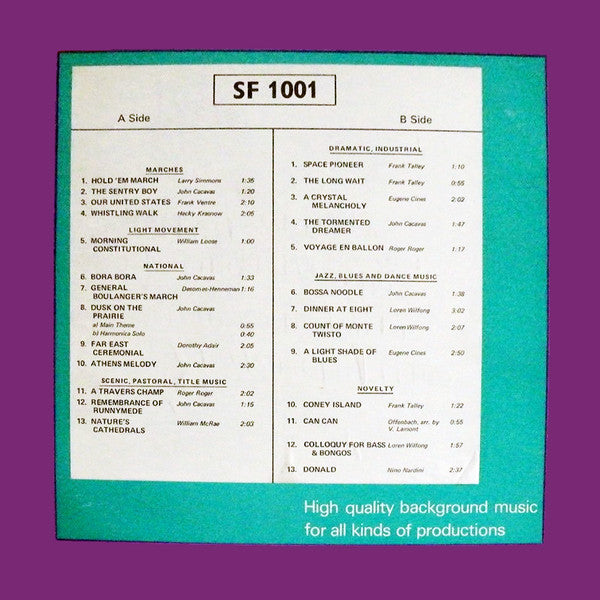 SF 1001
A Side
MARCHES
1. HOLD 'EM MARCH Larry Simmons 1:35
2. THE SENTRY BOY John Cacavas 1:20
3. OUR UNITED STATES Frank Ventre 2:10
4. WHISTLING WALK Hecky Krasnow 2:05
LIGHT MOVEMENT
5. MORNING William Loose 1:00
CONSTITUTIONAL
NATIONAL
6. BORA BORA John Cacavas 1:33
7. GENERAL Desormes-Henneman 1:16
BOULANGER'S MARCH
8. DUSK ON THE John Cacavas
PRAIRIE
a) Main Theme 0:55
b) Harmonica Solo 0:40
9. FAR EAST Dorothy Adair 2:05
CEREMONIAL
10. ATHENS MELODY John Cacavas 2:30
SCENIC, PASTORAL, TITLE MUSIC
11. A TRAVERS CHAMP Roger Roger 2:02
12. REMEMBRANCE OF John Cacavas 1:15
RUNNYMEDE
13. NATURE'S William McRae 2:03
CATHEDRALS
B Side
DRAMATIC, INDUSTRIAL
1. SPACE PIONEER Frank Talley 1:10
2. THE LONG WAIT Frank Talley 0:55
3. A CRYSTAL Eugene Cines 2:05
MELANCHOLY
4. THE TORMENTED John Cacavas 1:47
DREAMER
5. VOYAGE EN BALLON Roger Roger 1:17
JAZZ, BLUES AND DANCE MUSIC
6. BOSSA NOODLE John Cacavas 1:38
7. DINNER AT EIGHT Loren Wilfong 3:02
8. COUNT OF MONTE Loren Wilfong 2:07
TWISTO
9. A LIGHT SHADE OF Eugene Cines 2:50
BLUES
NOVELTY
10. CONEY ISLAND Frank Talley 1:22
11. CAN CAN Offenbach, arr. by 0:55
V. Lamont
12. COLLOQUY FOR BASS Loren Wilfong 1:57
& BONGOS
13. DONALD Nino Nardini 2:37
High quality background music
for all kinds of productions